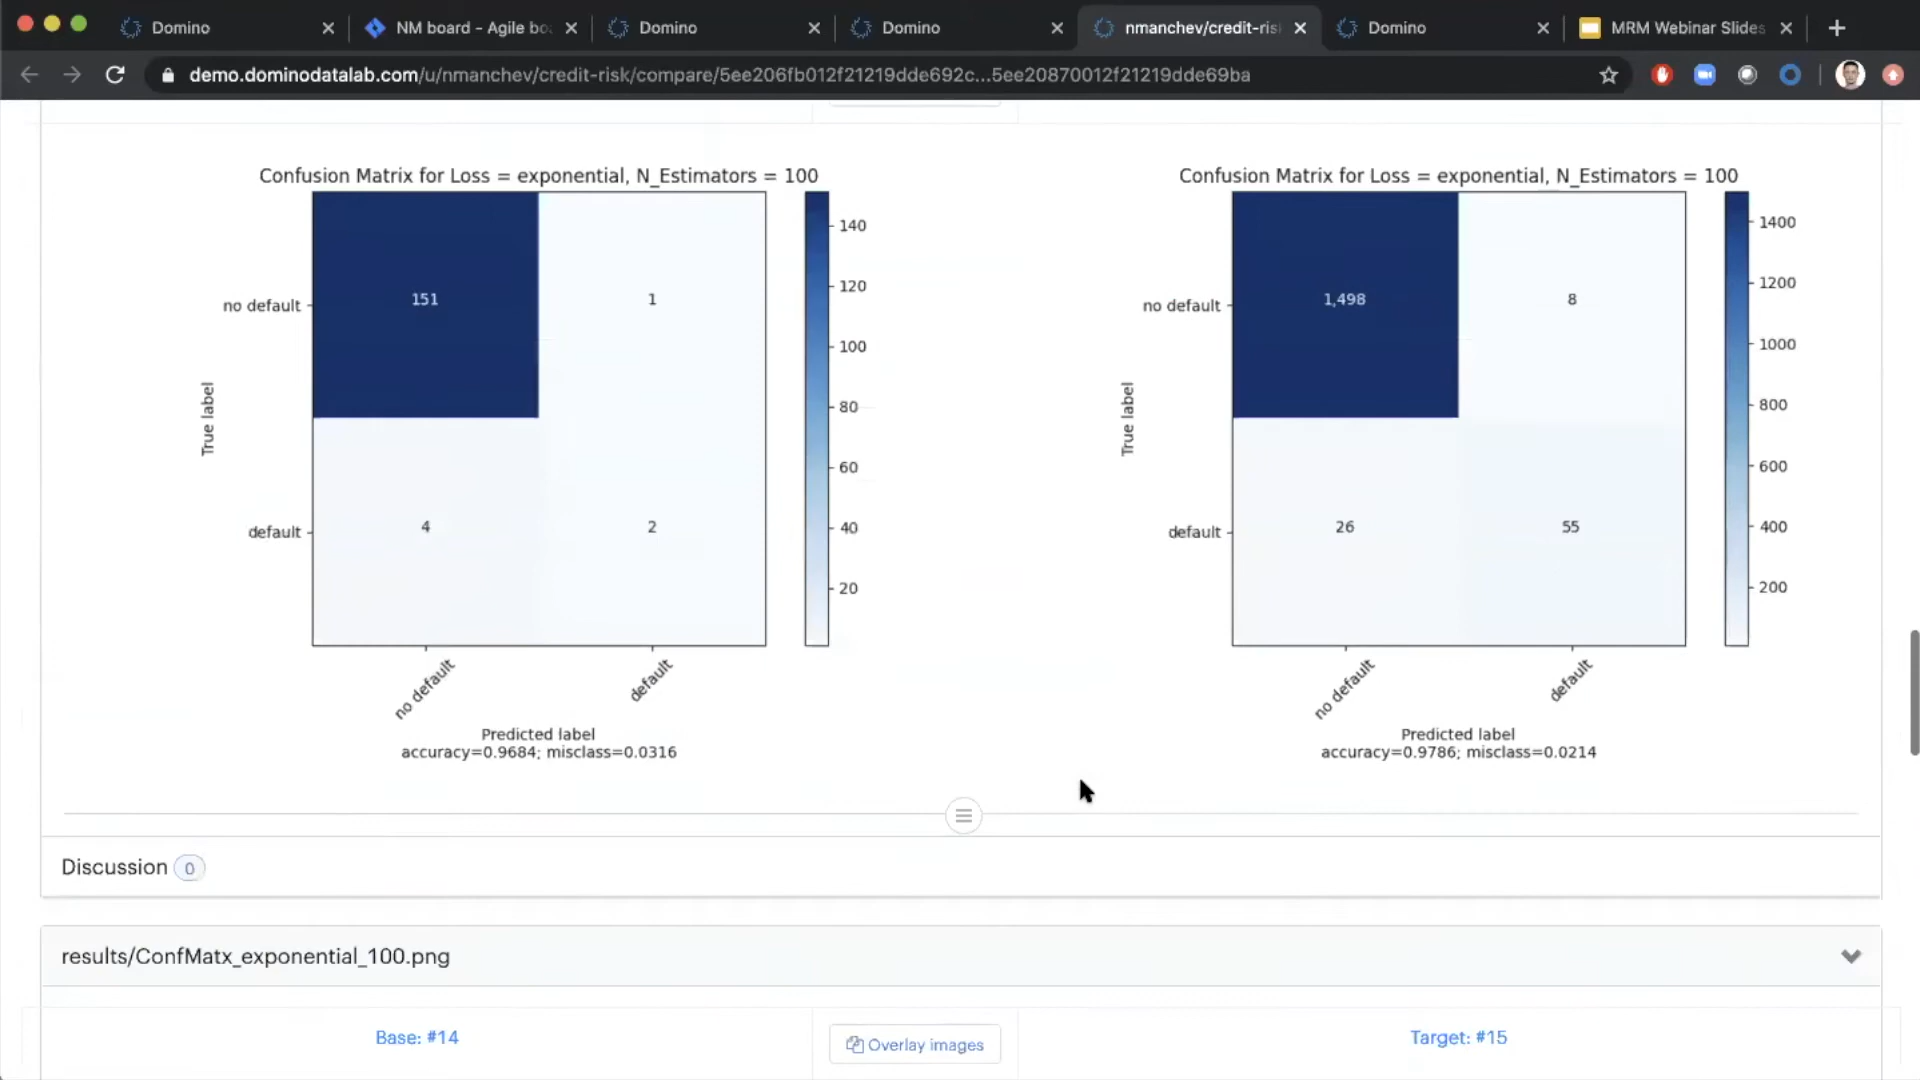 Domino
NM board - Agile bo
Domino
Domino
nmanchev/credit-ris
Domino
MRM Webinar Slides
demo.dominodatalab.com/u/nmanchev/credit-risk/compare/5ee206fb012f21219dde692c...5ee20870012f21219dde69ba
Confusion Matrix for Loss = exponential, N_Estimators = 100
True label
no default
default
151
1
4
2
140
120
100
80
60
40
20
no default
default
Predicted label
accuracy=0.9684; misclass=0.0316
Confusion Matrix for Loss = exponential, N_Estimators = 100
True label
no default
default
1,498
8
26
55
1400
1200
1000
800
600
400
200
no default
default
Predicted label
accuracy=0.9786; misclass=0.0214
Discussion 0
results/ConfMatx_exponential_100.png
Base: #14
Overlay images
Target: #15